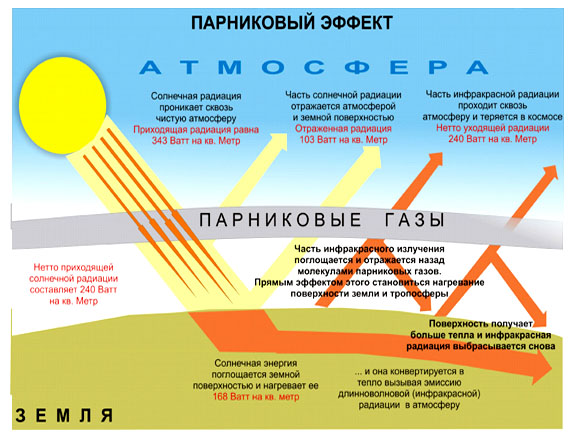 ПАРНИКОВЫЙ ЭФФЕКТ
АТМОСФЕРА
Солнечная радиация
проникает сквозь
чистую атмосферу
Приходящая радиация равна
343 Ватт на кв. Метр
Часть солнечной радиации
отражается атмосферой
и земной поверхностью
Отраженная радиация
103 Ватт на кв. Метр
Часть инфракрасной радиации
проходит сквозь
атмосферу и теряется в космосе
Нетто уходящей радиации
240 Ватт на кв. Метр
ПАРНИКОВЫЕ ГАЗЫ
Часть инфракрасного излучения
поглощается и отражается назад
молекулами парниковых газов.
Прямым эффектом этого становиться нагревание
поверхности земли и тропосферы
Нетто приходящей
солнечной радиации
составляет 240 Ватт
на кв. Метр
Поверхность получает
больше тепла и инфракрасная
радиация выбрасывается снова
Солнечная энергия
поглощается земной
поверхностью и нагревает ее
168 Ватт на кв. метр
... и она конвертируется в
тепло вызывая эмиссию
длинноволновой (инфракрасной)
радиации в атмосферу
ЗЕМЛЯ